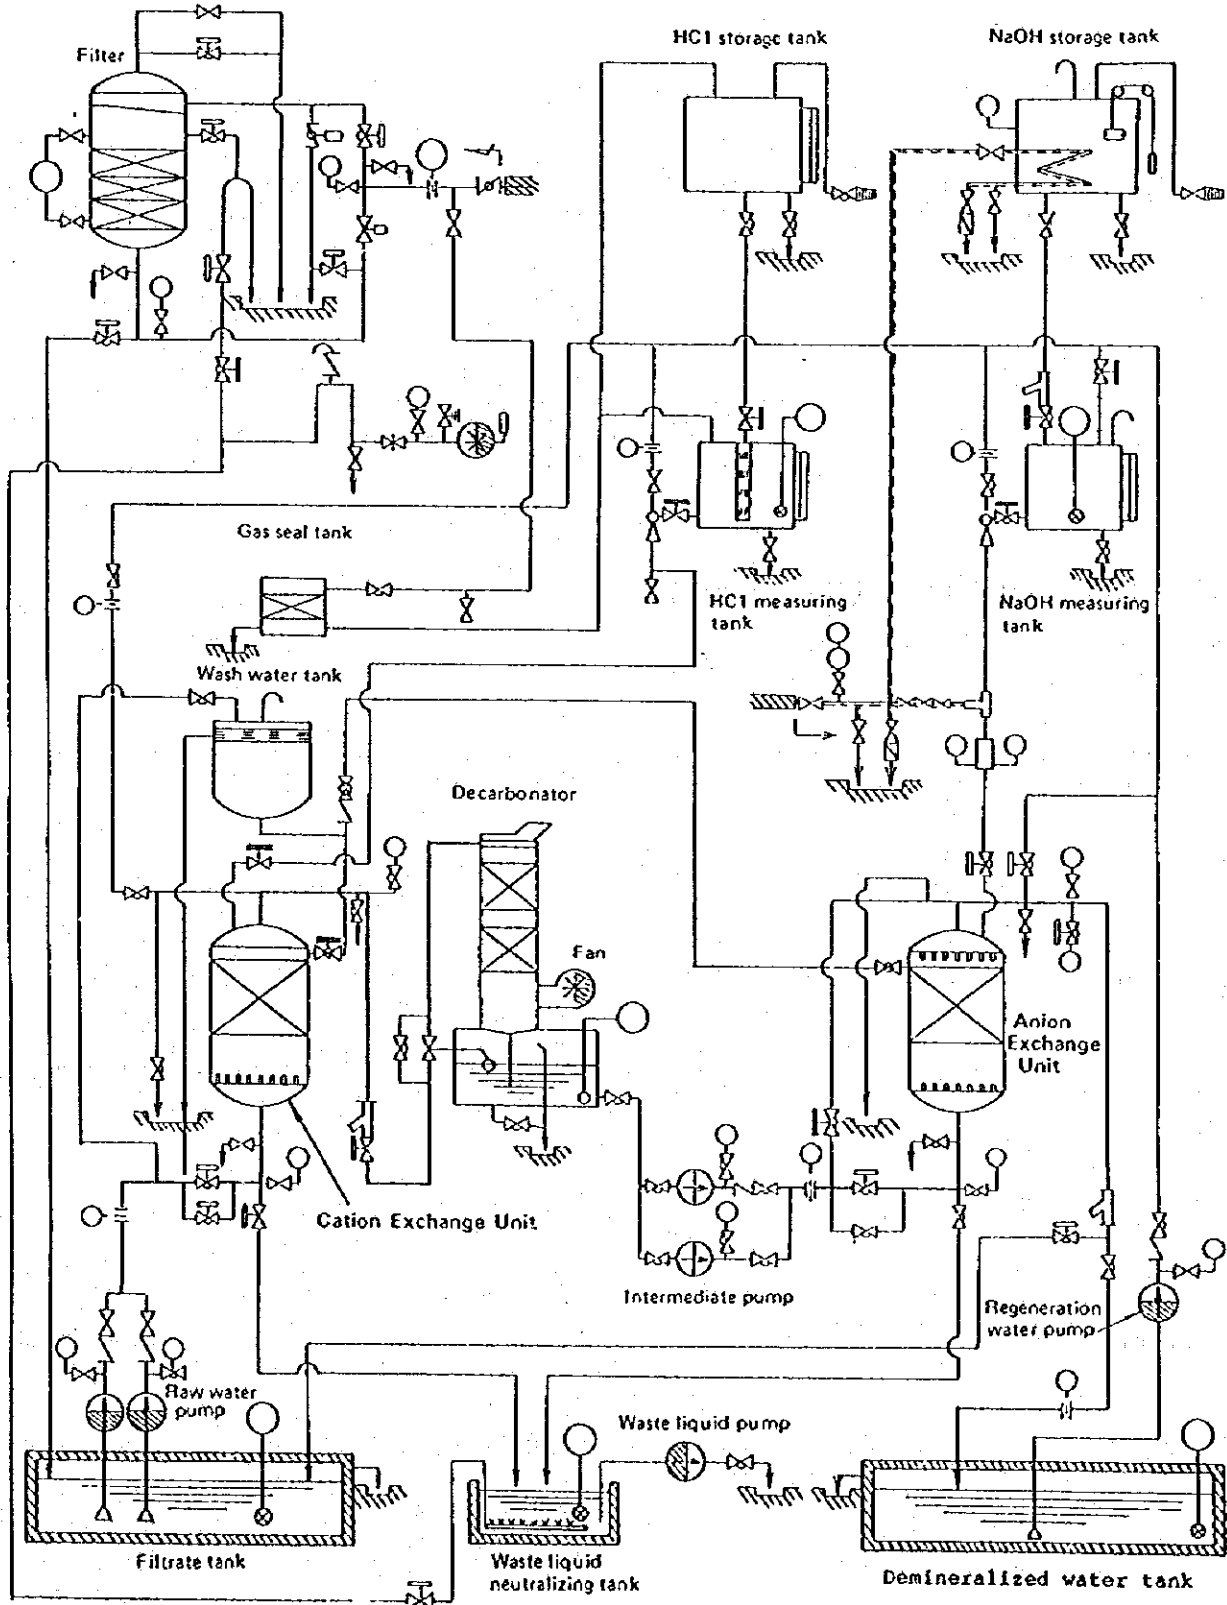 HCl storage tank
NaOH storage tank
Filter
Gas seal tank
HCl measuring
tank
NaOH measuring
tank
Wash water tank
Decarbonator
Fan
Anion
Exchange
Unit
Cation Exchange Unit
Intermediate pump
Regeneration
water pump
Raw water
pump
Waste liquid pump
Filtrate tank
Waste liquid
neutralizing tank
Demineralized water tank